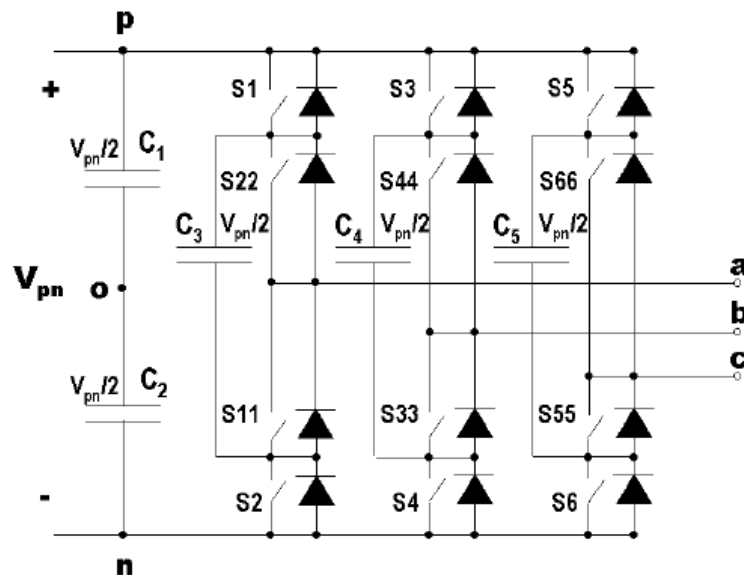 p
+
S1
S3
S5
V_pn/2
C_1
S22
S44
S66
C_3
V_pn/2
C_4
V_pn/2
C_5
V_pn/2
V_pn
o
a
b
c
V_pn/2
C_2
S11
S33
S55
-
S2
S4
S6
n